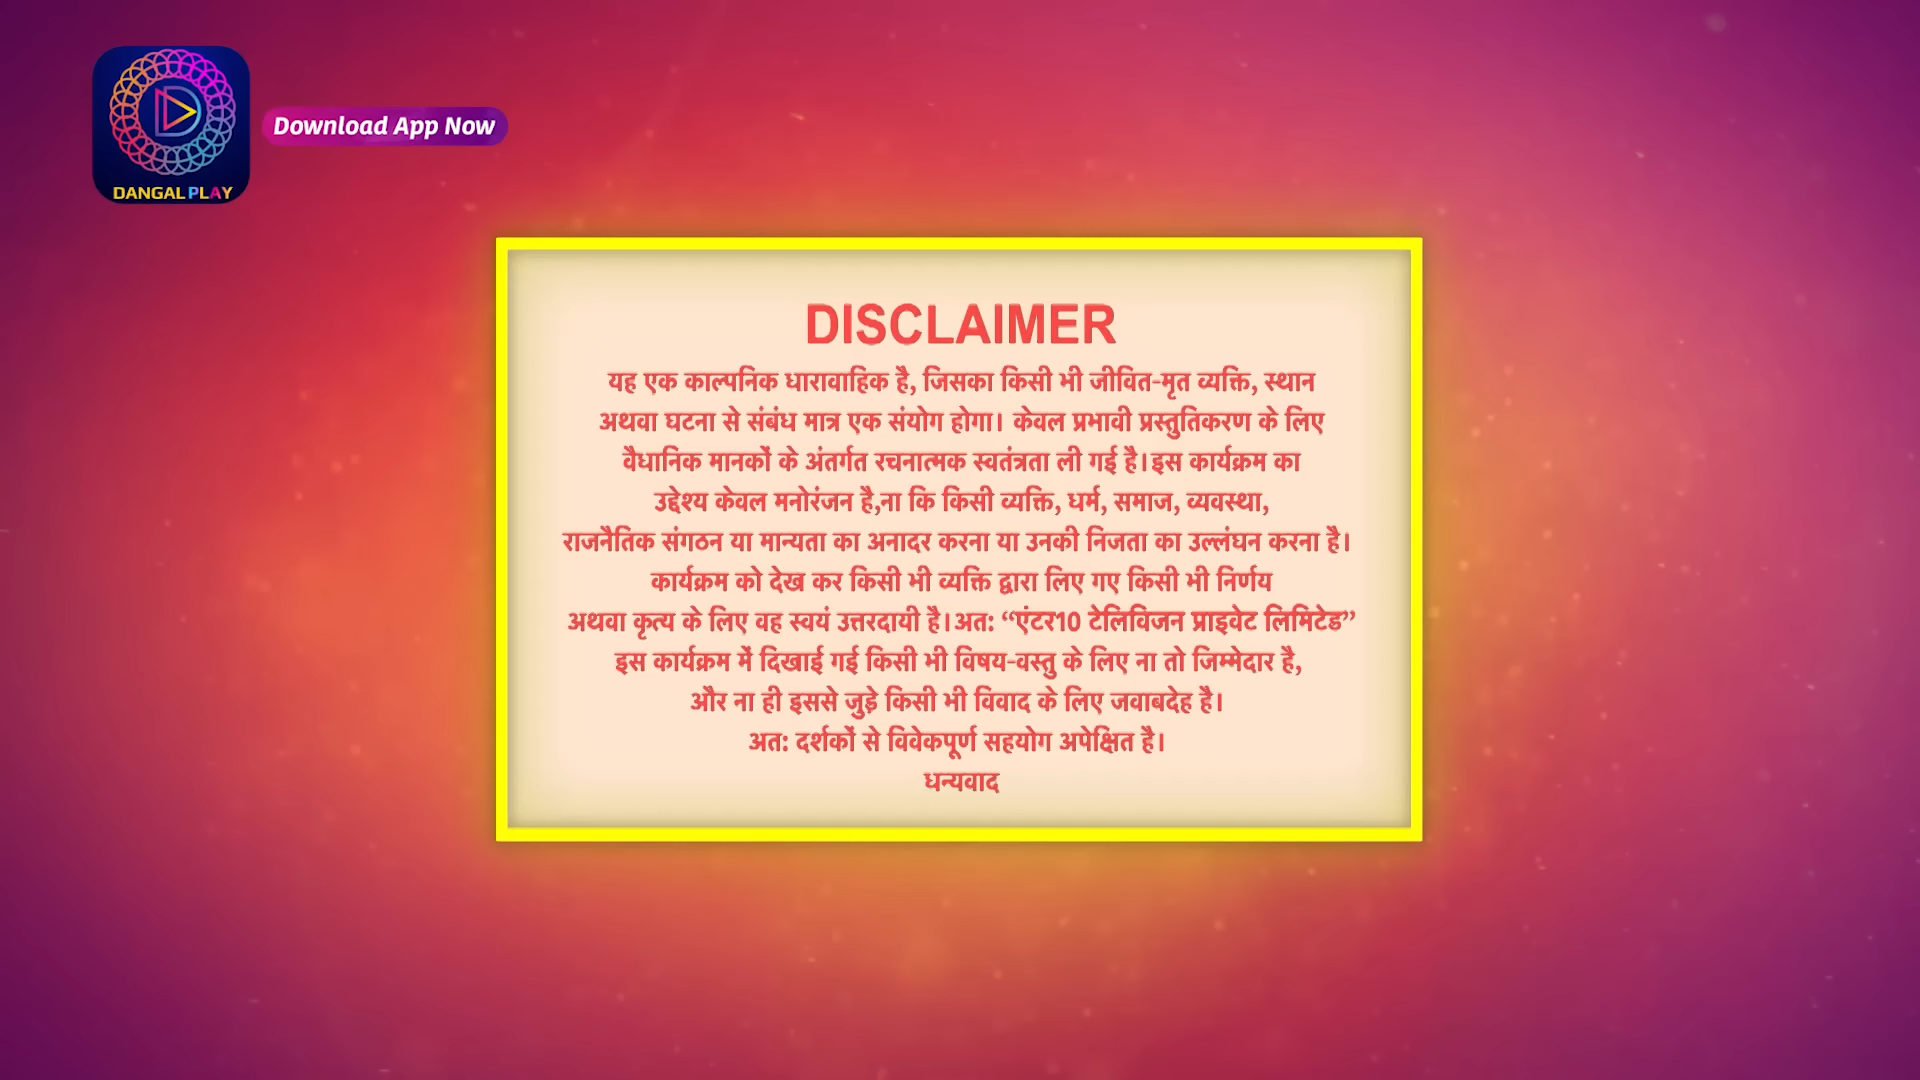 DANGAL PLAY
Download App Now
DISCLAIMER
यह एक काल्पनिक धारावाहिक है, जिसका किसी भी जीवित-मृत व्यक्ति, स्थान
अथवा घटना से संबंध मात्र एक संयोग होगा। केवल प्रभावी प्रस्तुतिकरण के लिए
वैधानिक मानकों के अंतर्गत रचनात्मक स्वतंत्रता ली गई है।इस कार्यक्रम का
उद्देश्य केवल मनोरंजन है,ना कि किसी व्यक्ति, धर्म, समाज, व्यवस्था,
राजनैतिक संगठन या मान्यता का अनादर करना या उनकी निजता का उल्लंघन करना है।
कार्यक्रम को देख कर किसी भी व्यक्ति द्वारा लिए गए किसी भी निर्णय
अथवा कृत्य के लिए वह स्वयं उत्तरदायी है।अत: “एंटर10 टेलिविजन प्राइवेट लिमिटेड”
इस कार्यक्रम में दिखाई गई किसी भी विषय-वस्तु के लिए ना तो जिम्मेदार है,
और ना ही इससे जुड़े किसी भी विवाद के लिए जवाबदेह है।
अत: दर्शकों से विवेकपूर्ण सहयोग अपेक्षित है।
धन्यवाद